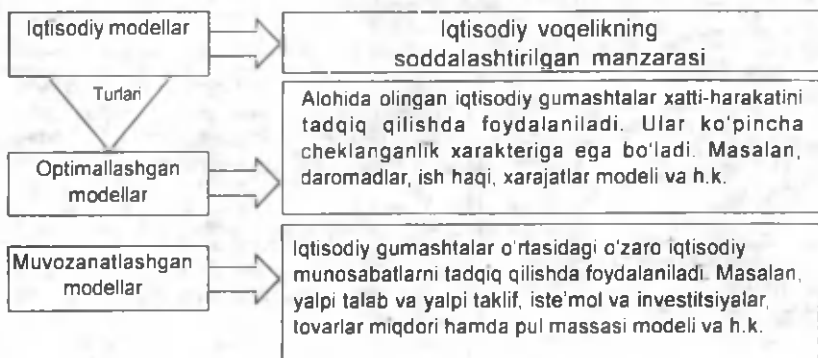 Iqtisodiy modellar
Iqtisodiy voqelikning
soddalashtirilgan manzarasi
Turlari
Optimallashgan
modellar
Alohida olingan iqtisodiy gumashtalar xatti-harakatini
tadqiq qilishda foydalaniladi. Ular ko‘pincha
cheklanganlik xarakteriga ega bo‘ladi. Masalan,
daromadlar, ish haqi, xarajatlar modeli va h.k.
Muvozanatlashgan
modellar
Iqtisodiy gumashtalar o‘rtasidagi o‘zaro iqtisodiy
munosabatlarni tadqiq qilishda foydalaniladi. Masalan,
yalpi talab va yalpi taklif, iste’mol va investitsiyalar,
tovarlar miqdori hamda pul massasi modeli va h.k.